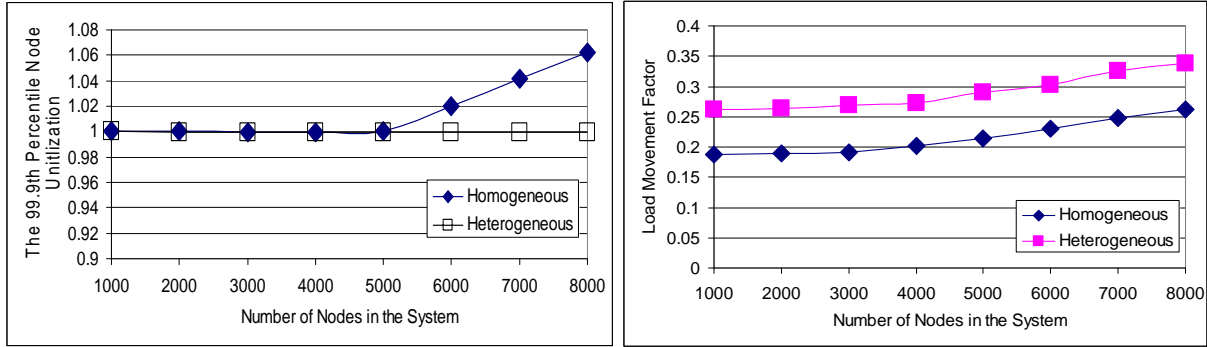 1.08
1.06
1.04
1.02
1
0.98
0.96
0.94
0.92
0.9
The 99.9th Percentile Node
Unitilization
Homogeneous
Heterogeneous
1000 2000 3000 4000 5000 6000 7000 8000
Number of Nodes in the System
0.4
0.35
0.3
0.25
0.2
0.15
0.1
0.05
0
Load Movement Factor
Homogeneous
Heterogeneous
1000 2000 3000 4000 5000 6000 7000 8000
Number of Nodes in the System